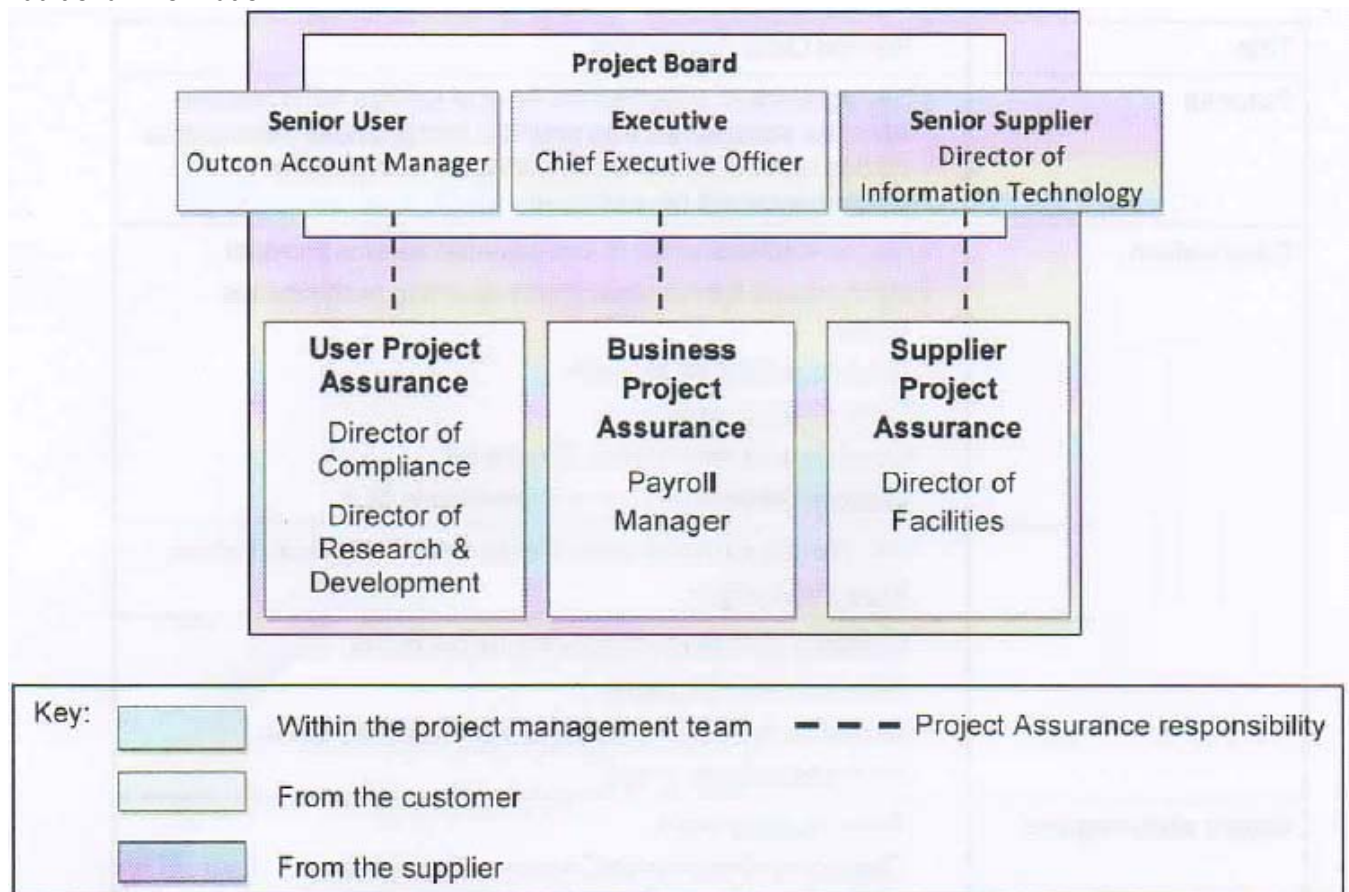 Project Board
Senior User
Outcon Account Manager
Executive
Chief Executive Officer
Senior Supplier
Director of
Information Technology
User Project
Assurance
Director of
Compliance
Director of
Research &
Development
Business
Project
Assurance
Payroll
Manager
Supplier
Project
Assurance
Director of
Facilities
Key:
Within the project management team
Project Assurance responsibility
From the customer
From the supplier